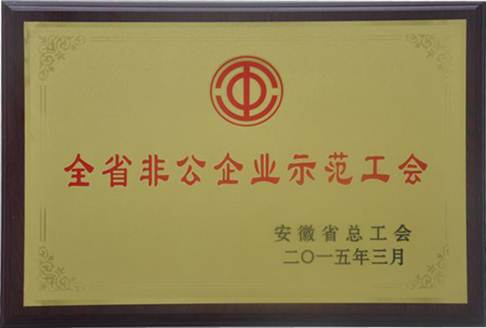 全省非公企业示范工会
安徽省总工会
二〇一五年三月